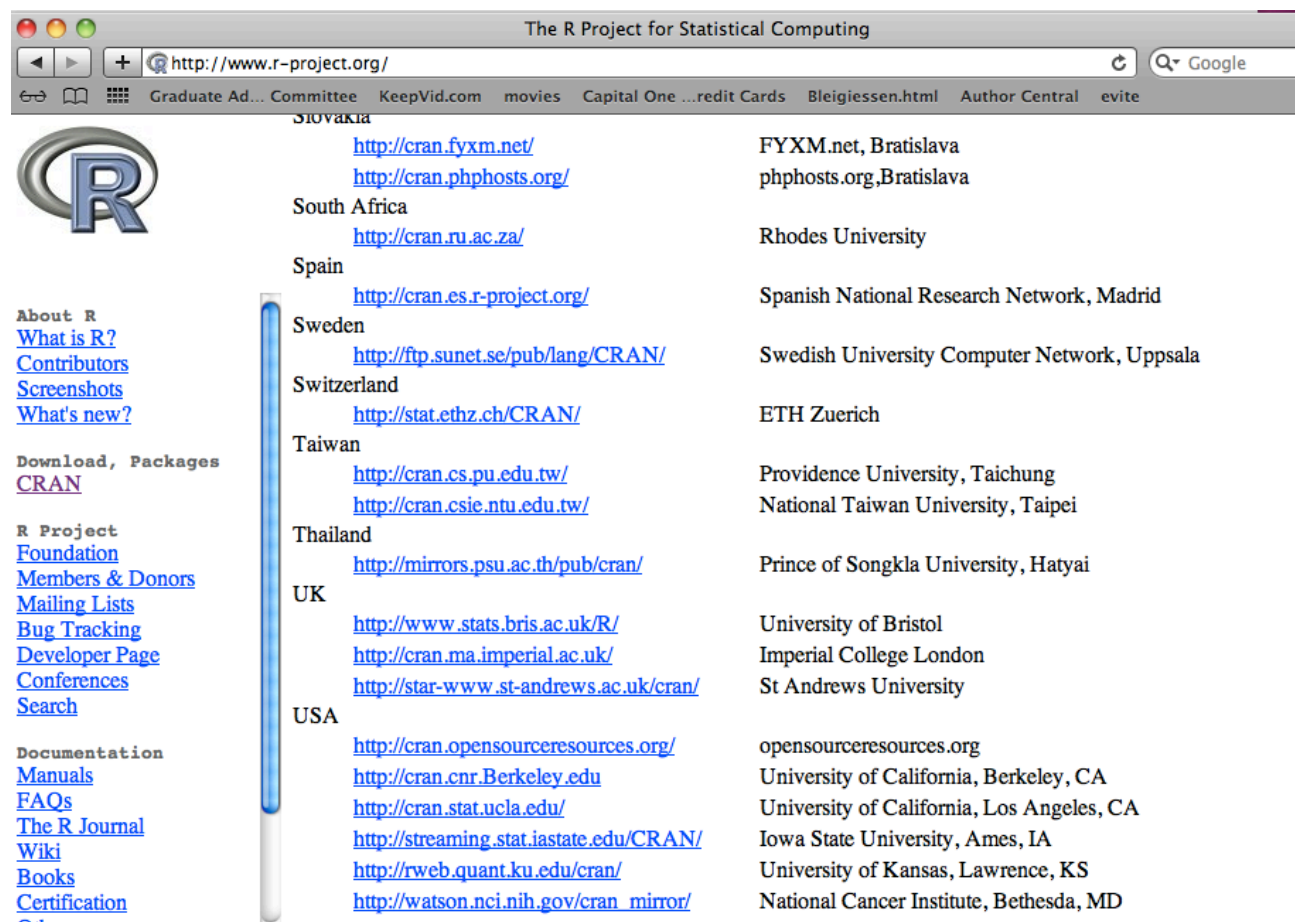 The R Project for Statistical Computing
+ http://www.r-project.org/ Google
Graduate Ad... Committee KeepVid.com movies Capital One ...redit Cards Bleigiessen.html Author Central evite
R
About R
What is R?
Contributors
Screenshots
What's new?
Download, Packages
CRAN
R Project
Foundation
Members & Donors
Mailing Lists
Bug Tracking
Developer Page
Conferences
Search
Documentation
Manuals
FAQs
The R Journal
Wiki
Books
Certification
Slovakia
http://cran.fyxm.net/ FYXM.net, Bratislava
http://cran.phphosts.org/ phphosts.org,Bratislava
South Africa
http://cran.ru.ac.za/ Rhodes University
Spain
http://cran.es.r-project.org/ Spanish National Research Network, Madrid
Sweden
http://ftp.sunet.se/pub/lang/CRAN/ Swedish University Computer Network, Uppsala
Switzerland
http://stat.ethz.ch/CRAN/ ETH Zuerich
Taiwan
http://cran.cs.pu.edu.tw/ Providence University, Taichung
http://cran.csie.ntu.edu.tw/ National Taiwan University, Taipei
Thailand
http://mirrors.psu.ac.th/pub/cran/ Prince of Songkla University, Hatyai
UK
http://www.stats.bris.ac.uk/R/ University of Bristol
http://cran.ma.imperial.ac.uk/ Imperial College London
http://star-www.st-andrews.ac.uk/cran/ St Andrews University
USA
http://cran.opensourceresources.org/ opensourceresources.org
http://cran.cnr.Berkeley.edu University of California, Berkeley, CA
http://cran.stat.ucla.edu/ University of California, Los Angeles, CA
http://streaming.stat.iastate.edu/CRAN/ Iowa State University, Ames, IA
http://rweb.quant.ku.edu/cran/ University of Kansas, Lawrence, KS
http://watson.nci.nih.gov/cran_mirror/ National Cancer Institute, Bethesda, MD